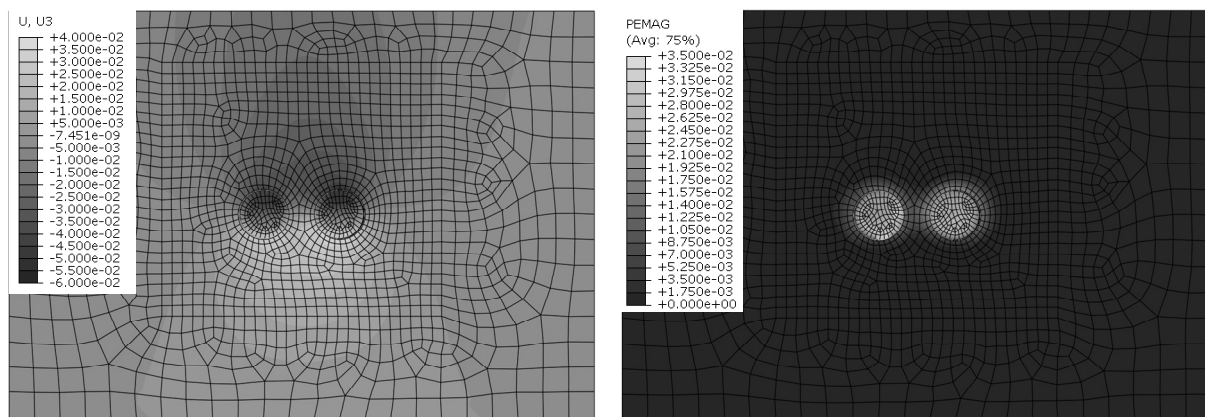 U, U3
+4.000e-02
+3.500e-02
+3.000e-02
+2.500e-02
+2.000e-02
+1.500e-02
+1.000e-02
+5.000e-03
-7.451e-09
-5.000e-03
-1.000e-02
-1.500e-02
-2.000e-02
-2.500e-02
-3.000e-02
-3.500e-02
-4.000e-02
-4.500e-02
-5.000e-02
-5.500e-02
-6.000e-02
PEMAG
(Avg: 75%)
+3.500e-02
+3.325e-02
+3.150e-02
+2.975e-02
+2.800e-02
+2.625e-02
+2.450e-02
+2.275e-02
+2.100e-02
+1.925e-02
+1.750e-02
+1.575e-02
+1.400e-02
+1.225e-02
+1.050e-02
+8.750e-03
+7.000e-03
+5.250e-03
+3.500e-03
+1.750e-03
+0.000e+00